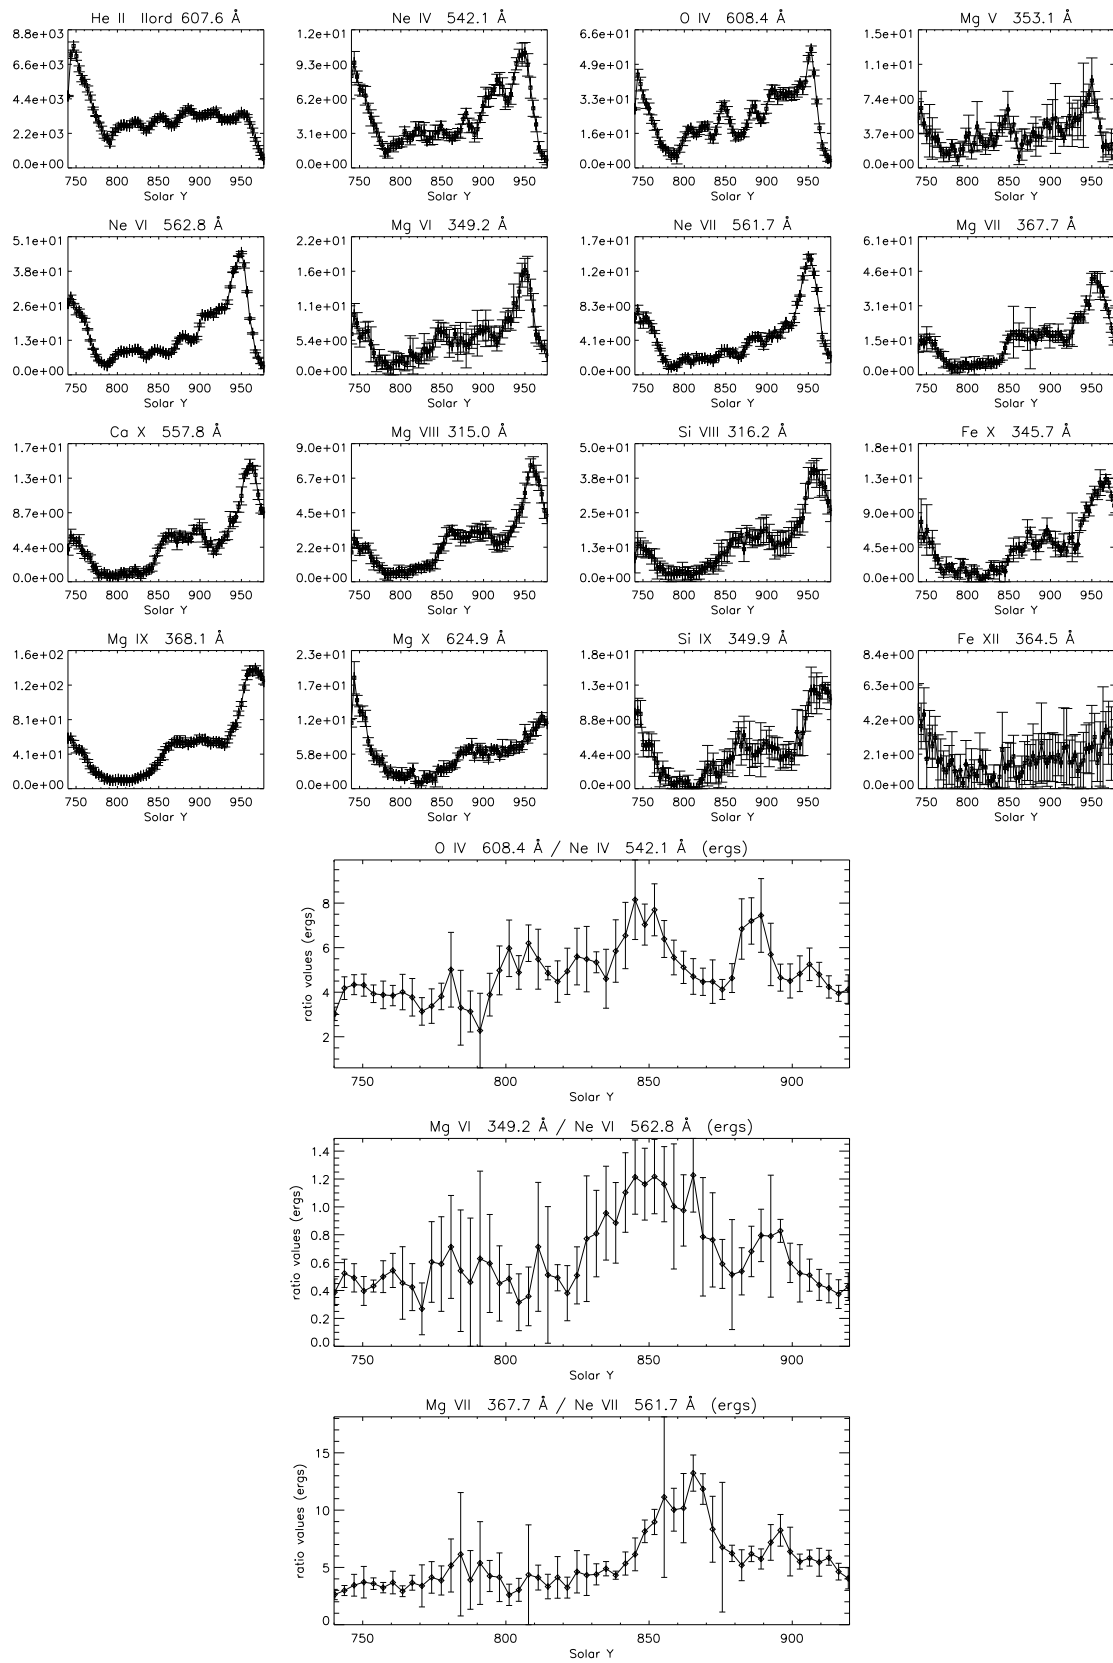 He II IIord 607.6 Å
8.8e+03
6.6e+03
4.4e+03
2.2e+03
0.0e+00
750 800 850 900 950
Solar Y
Ne IV 542.1 Å
1.2e+01
9.3e+00
6.2e+00
3.1e+00
0.0e+00
750 800 850 900 950
Solar Y
O IV 608.4 Å
6.6e+01
4.9e+01
3.3e+01
1.6e+01
0.0e+00
750 800 850 900 950
Solar Y
Mg V 353.1 Å
1.5e+01
1.1e+01
7.4e+00
3.7e+00
0.0e+00
750 800 850 900 950
Solar Y
Ne VI 562.8 Å
5.1e+01
3.8e+01
2.6e+01
1.3e+01
0.0e+00
750 800 850 900 950
Solar Y
Mg VI 349.2 Å
2.2e+01
1.6e+01
1.1e+01
5.4e+00
0.0e+00
750 800 850 900 950
Solar Y
Ne VII 561.7 Å
1.7e+01
1.2e+01
8.3e+00
4.1e+00
0.0e+00
750 800 850 900 950
Solar Y
Mg VII 367.7 Å
6.1e+01
4.6e+01
3.1e+01
1.5e+01
0.0e+00
750 800 850 900 950
Solar Y
Ca X 557.8 Å
1.7e+01
1.3e+01
8.7e+00
4.4e+00
0.0e+00
750 800 850 900 950
Solar Y
Mg VIII 315.0 Å
9.0e+01
6.7e+01
4.5e+01
2.2e+01
0.0e+00
750 800 850 900 950
Solar Y
Si VIII 316.2 Å
5.0e+01
3.8e+01
2.5e+01
1.3e+01
0.0e+00
750 800 850 900 950
Solar Y
Fe X 345.7 Å
1.8e+01
1.3e+01
9.0e+00
4.5e+00
0.0e+00
750 800 850 900 950
Solar Y
Mg IX 368.1 Å
1.6e+02
1.2e+02
8.1e+01
4.1e+01
0.0e+00
750 800 850 900 950
Solar Y
Mg X 624.9 Å
2.3e+01
1.7e+01
1.2e+01
5.8e+00
0.0e+00
750 800 850 900 950
Solar Y
Si IX 349.9 Å
1.8e+01
1.3e+01
8.8e+00
4.4e+00
0.0e+00
750 800 850 900 950
Solar Y
Fe XII 364.5 Å
8.4e+00
6.3e+00
4.2e+00
2.1e+00
0.0e+00
750 800 850 900 950
Solar Y
O IV 608.4 Å / Ne IV 542.1 Å (ergs)
ratio values (ergs)
8
6
4
2
750 800 850 900
Solar Y
Mg VI 349.2 Å / Ne VI 562.8 Å (ergs)
ratio values (ergs)
1.4
1.2
1.0
0.8
0.6
0.4
0.2
0.0
750 800 850 900
Solar Y
Mg VII 367.7 Å / Ne VII 561.7 Å (ergs)
ratio values (ergs)
15
10
5
0
750 800 850 900
Solar Y